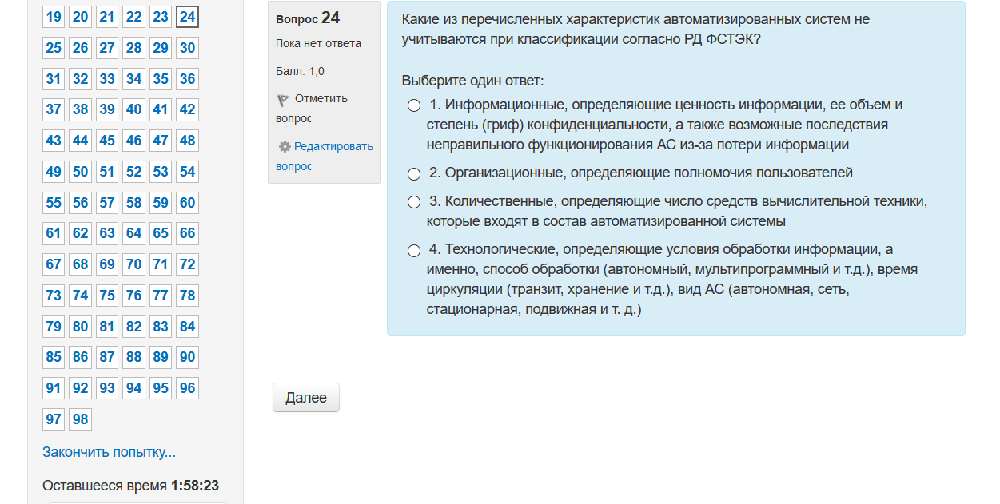 19 20 21 22 23 24
25 26 27 28 29 30
31 32 33 34 35 36
37 38 39 40 41 42
43 44 45 46 47 48
49 50 51 52 53 54
55 56 57 58 59 60
61 62 63 64 65 66
67 68 69 70 71 72
73 74 75 76 77 78
79 80 81 82 83 84
85 86 87 88 89 90
91 92 93 94 95 96
97 98
Закончить попытку...
Оставшееся время 1:58:23
Вопрос 24
Пока нет ответа
Балл: 1,0
Отметить
вопрос
Редактировать
вопрос
Какие из перечисленных характеристик автоматизированных систем не
учитываются при классификации согласно РД ФСТЭК?
Выберите один ответ:
1. Информационные, определяющие ценность информации, ее объем и
степень (гриф) конфиденциальности, а также возможные последствия
неправильного функционирования АС из-за потери информации
2. Организационные, определяющие полномочия пользователей
3. Количественные, определяющие число средств вычислительной техники,
которые входят в состав автоматизированной системы
4. Технологические, определяющие условия обработки информации, а
именно, способ обработки (автономный, мультипрограммный и т.д.), время
циркуляции (транзит, хранение и т.д.), вид АС (автономная, сеть,
стационарная, подвижная и т. д.)
Далее